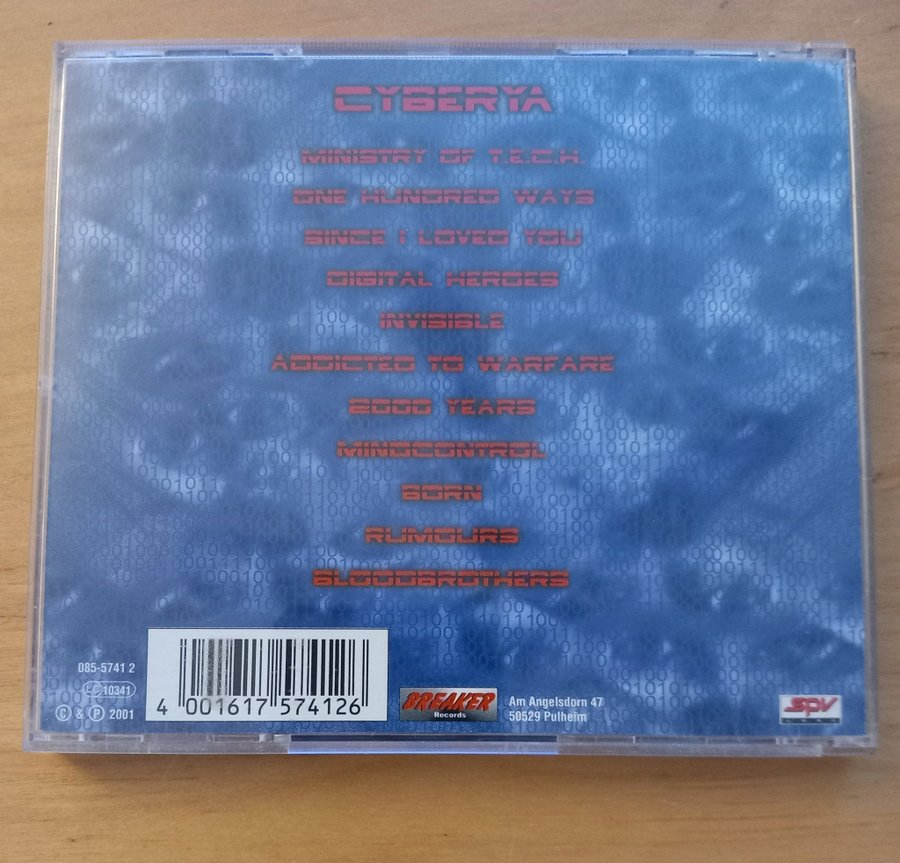 CYBERYA
MINISTRY OF T.E.C.H.
ONE HUNDRED WAYS
SINCE I LOVED YOU
DIGITAL HEROES
INVISIBLE
ADDICTED TO WARFARE
2000 YEARS
MINDCONTROL
BORN
RUMOURS
BLOODBROTHERS
085-5741 2
LC 10341
© & ℗ 2001
4 001617 574126
BREAKER
Records
Am Angelsdorn 47
50529 Pulheim
SPV